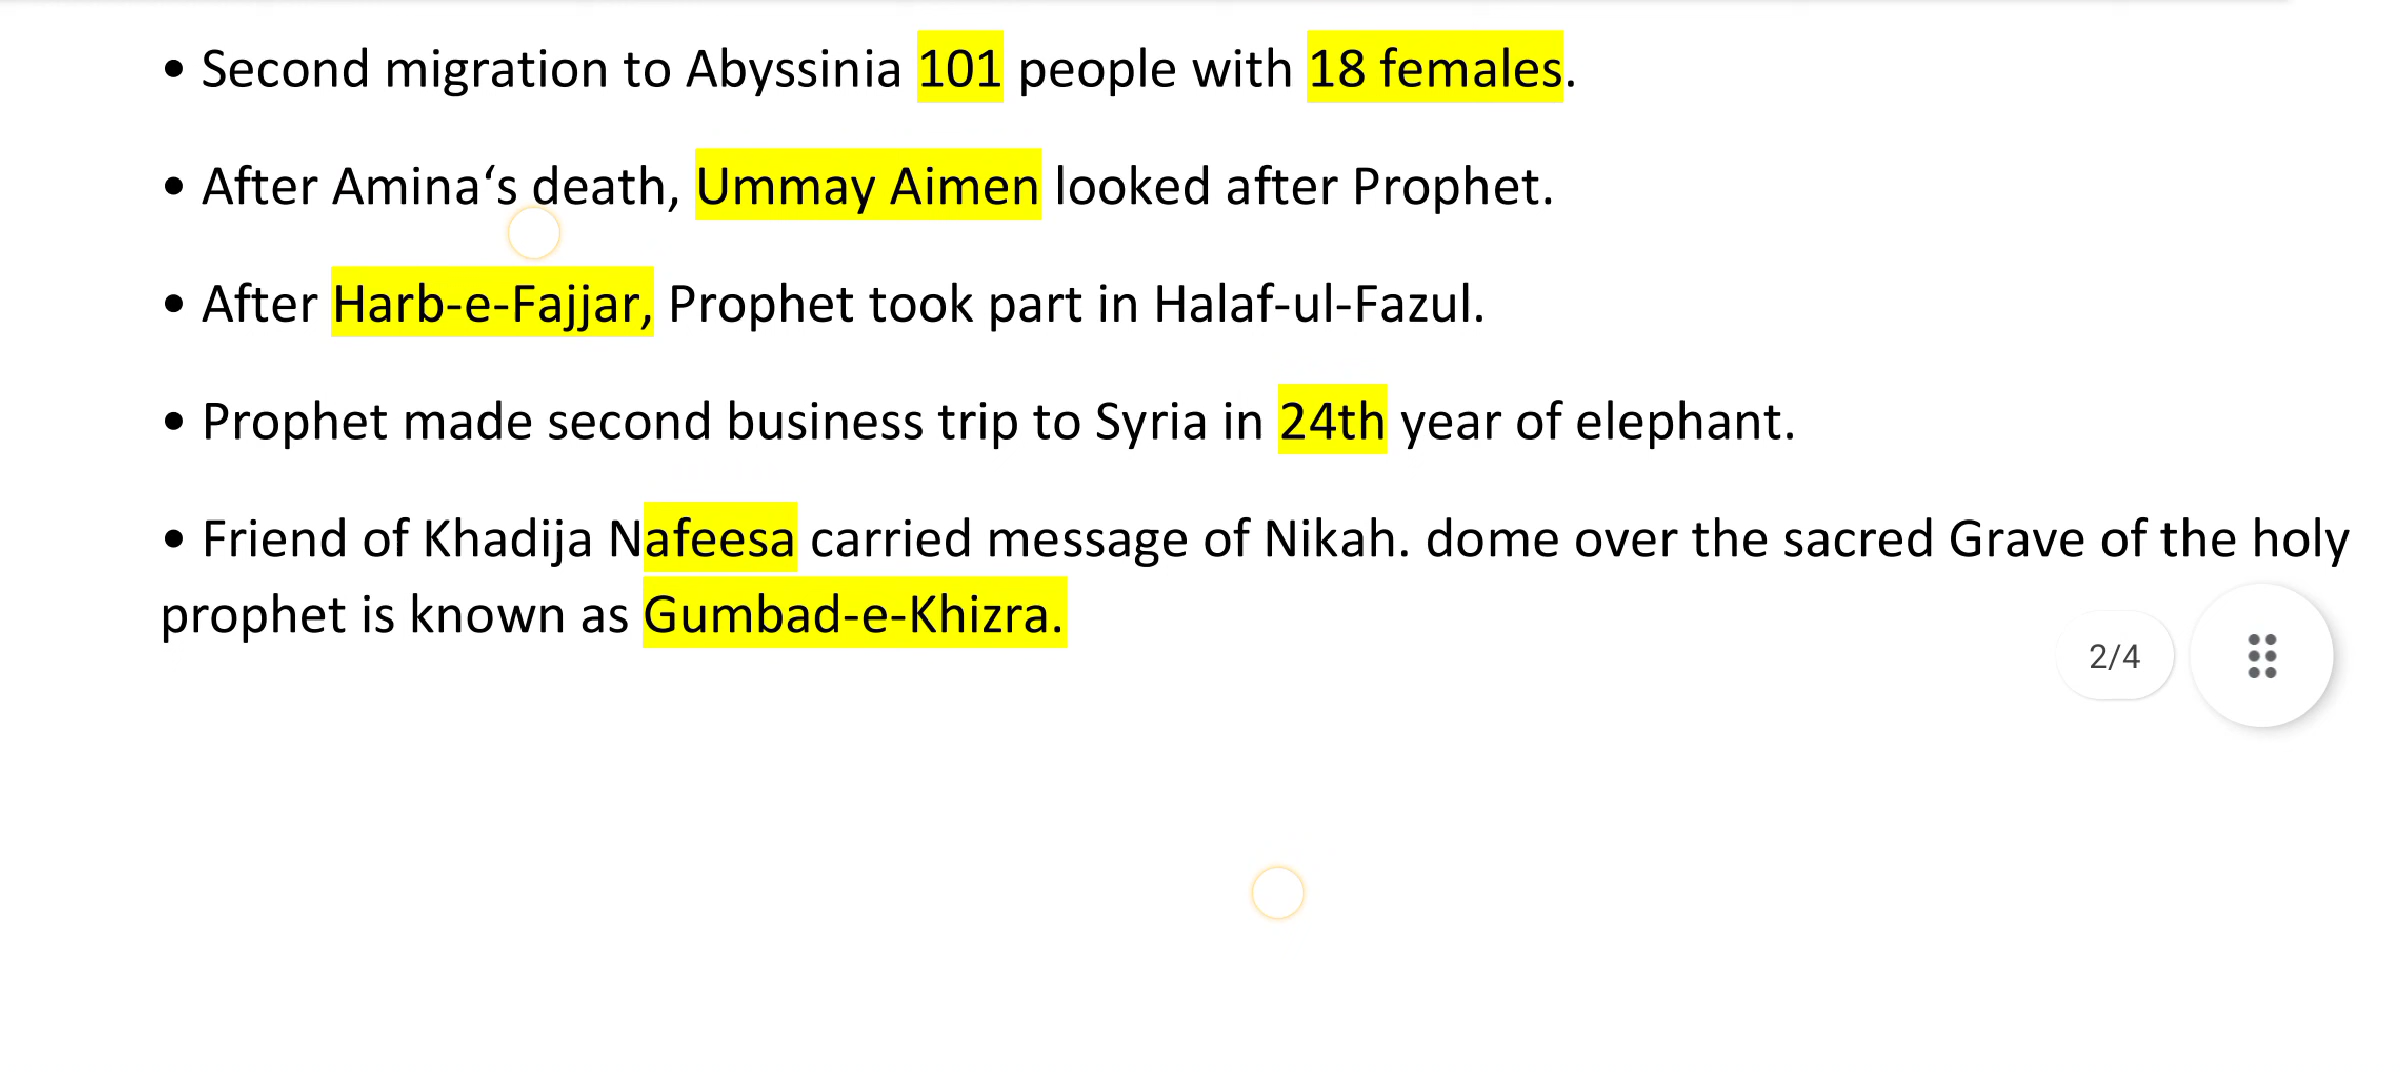 • Second migration to Abyssinia 101 people with 18 females.
• After Amina‘s death, Ummay Aimen looked after Prophet.
• After Harb-e-Fajjar, Prophet took part in Halaf-ul-Fazul.
• Prophet made second business trip to Syria in 24th year of elephant.
• Friend of Khadija Nafeesa carried message of Nikah. dome over the sacred Grave of the holy
prophet is known as Gumbad-e-Khizra.
2/4